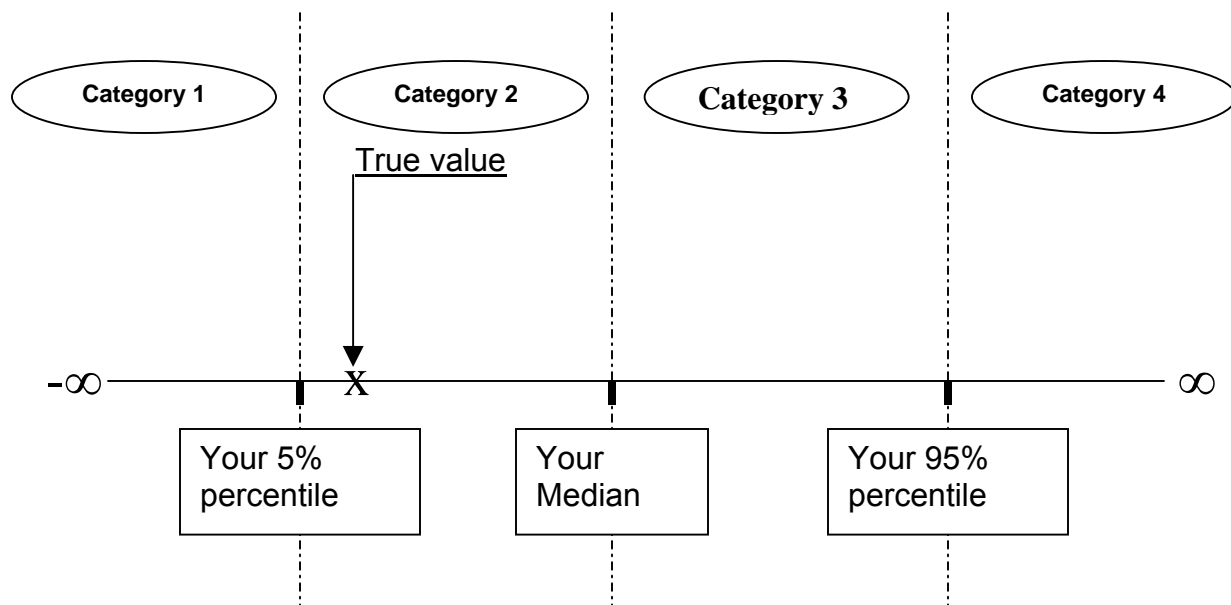 Category 1
Category 2
Category 3
Category 4
True value
-∞
X
∞
Your 5%
percentile
Your
Median
Your 95%
percentile